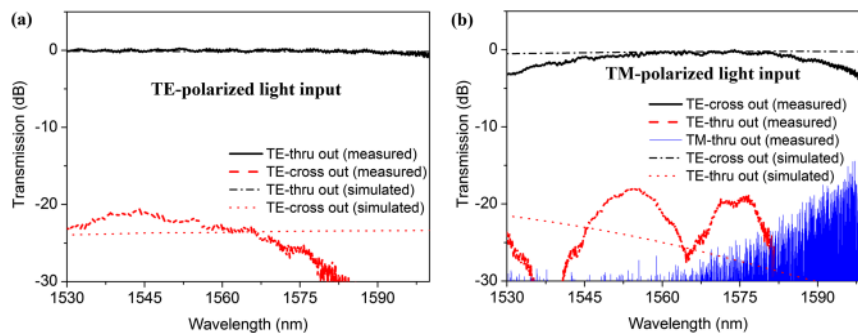 (a)
0
-10
-20
-30
Transmission (dB)
TE-polarized light input
TE-thru out (measured)
TE-cross out (measured)
TE-thru out (simulated)
TE-cross out (simulated)
1530 1545 1560 1575 1590
Wavelength (nm)
(b)
0
-10
-20
-30
Transmission (dB)
TM-polarized light input
TE-cross out (measured)
TE-thru out (measured)
TM-thru out (measured)
TE-cross out (simulated)
TE-thru out (simulated)
1530 1545 1560 1575 1590
Wavelength (nm)